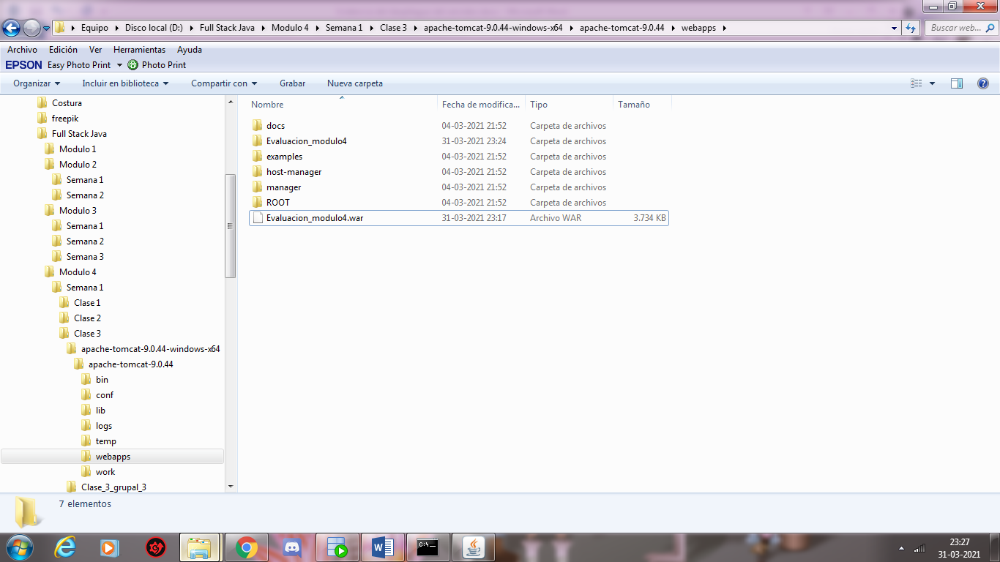 Equipo Disco local (D:) Full Stack Java Modulo 4 Semana 1 Clase 3 apache-tomcat-9.0.44-windows-x64 apache-tomcat-9.0.44 webapps Buscar web...
Archivo Edición Ver Herramientas Ayuda
EPSON Easy Photo Print Photo Print
Organizar Incluir en biblioteca Compartir con Grabar Nueva carpeta
Costura
freepik
Full Stack Java
Modulo 1
Modulo 2
Semana 1
Semana 2
Modulo 3
Semana 1
Semana 2
Semana 3
Modulo 4
Semana 1
Clase 1
Clase 2
Clase 3
apache-tomcat-9.0.44-windows-x64
apache-tomcat-9.0.44
bin
conf
lib
logs
temp
webapps
work
Clase_3_grupal_3
Nombre Fecha de modifica... Tipo Tamaño
docs 04-03-2021 21:52 Carpeta de archivos
Evaluacion_modulo4 31-03-2021 23:24 Carpeta de archivos
examples 04-03-2021 21:52 Carpeta de archivos
host-manager 04-03-2021 21:52 Carpeta de archivos
manager 04-03-2021 21:52 Carpeta de archivos
ROOT 04-03-2021 21:52 Carpeta de archivos
Evaluacion_modulo4.war 31-03-2021 23:17 Archivo WAR 3.734 KB
7 elementos
23:27
31-03-2021